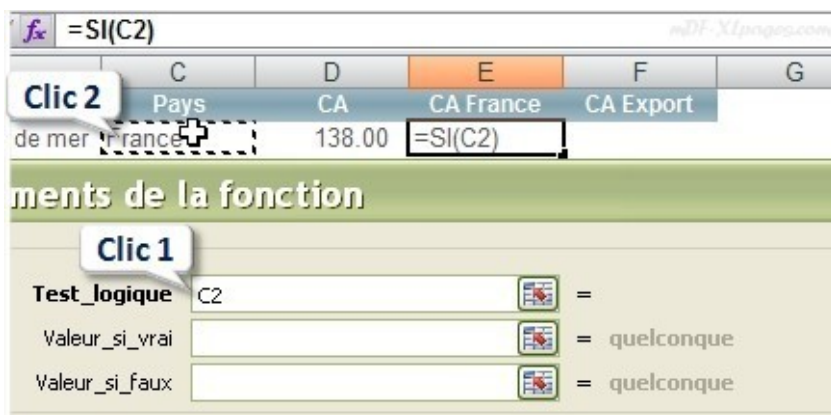 fx =SI(C2)
mDF-XLpages.com
C D E F G
Clic 2 Pays CA CA France CA Export
de mer France 138.00 =SI(C2)
ments de la fonction
Clic 1
Test_logique C2 =
Valeur_si_vrai = quelconque
Valeur_si_faux = quelconque